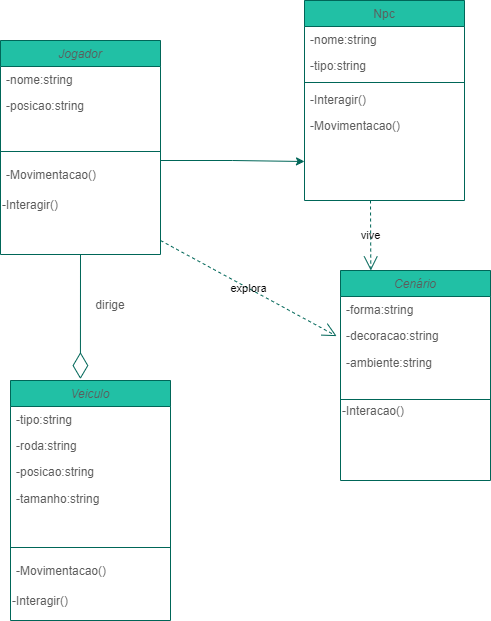 Jogador
-nome:string
-posicao:string
-Movimentacao()
-Interagir()
Npc
-nome:string
-tipo:string
-Interagir()
-Movimentacao()
vive
explora
dirige
Cenàrio
-forma:string
-decoracao:string
-ambiente:string
-Interacao()
Veiculo
-tipo:string
-roda:string
-posicao:string
-tamanho:string
-Movimentacao()
-Interagir()